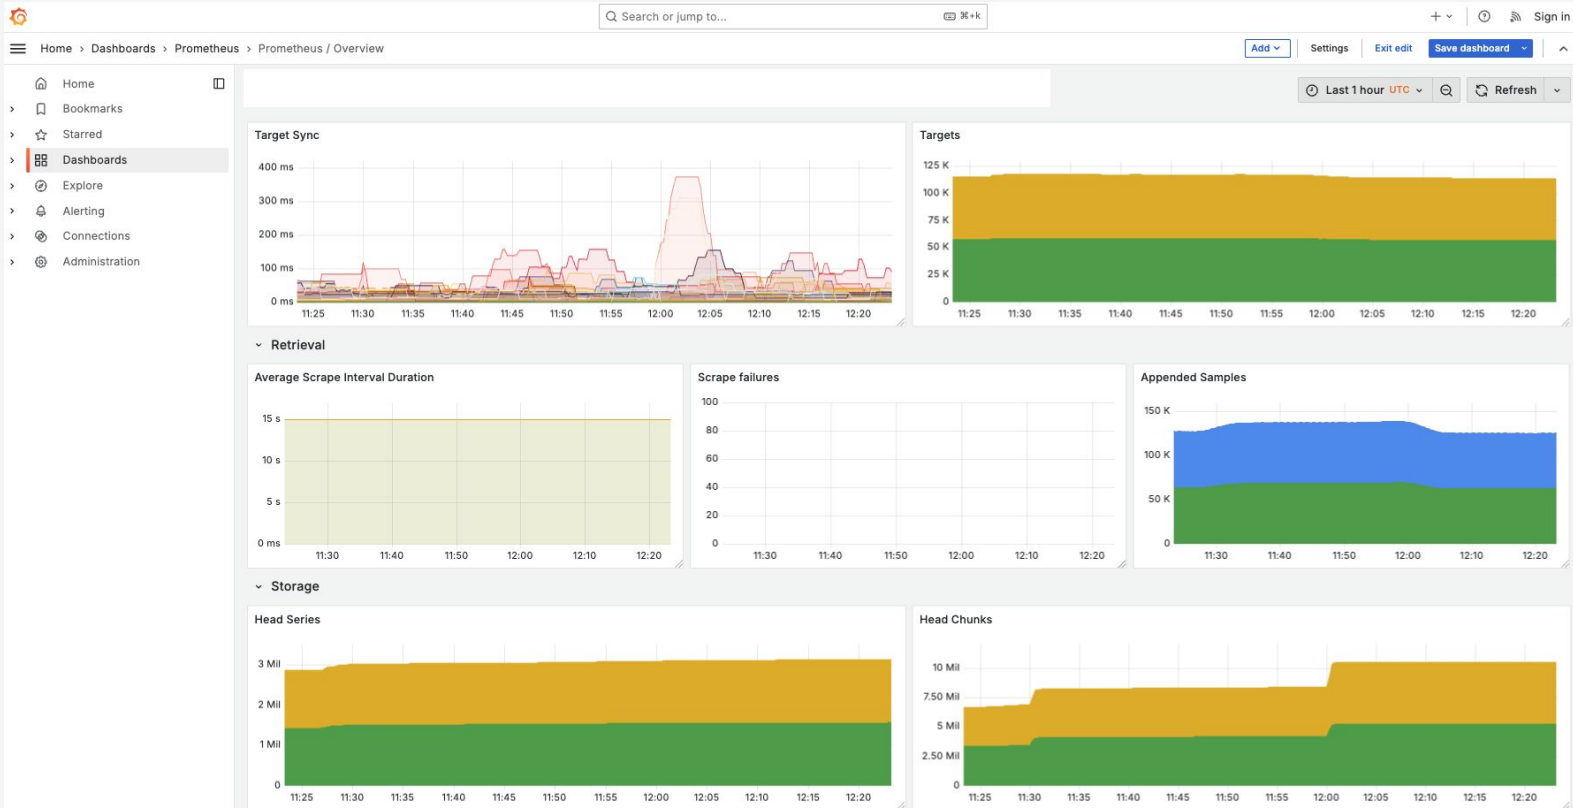 Search or jump to...
⌘+k
Sign in
Home > Dashboards > Prometheus > Prometheus / Overview
Add
Settings
Exit edit
Save dashboard
Home
Bookmarks
Starred
Dashboards
Explore
Alerting
Connections
Administration
Last 1 hour UTC
Refresh
Target Sync
400 ms
300 ms
200 ms
100 ms
0 ms
11:25 11:30 11:35 11:40 11:45 11:50 11:55 12:00 12:05 12:10 12:15 12:20
Targets
125 K
100 K
75 K
50 K
25 K
0
11:25 11:30 11:35 11:40 11:45 11:50 11:55 12:00 12:05 12:10 12:15 12:20
Retrieval
Average Scrape Interval Duration
15 s
10 s
5 s
0 ms
11:30 11:40 11:50 12:00 12:10 12:20
Scrape failures
100
80
60
40
20
0
11:30 11:40 11:50 12:00 12:10 12:20
Appended Samples
150 K
100 K
50 K
0
11:30 11:40 11:50 12:00 12:10 12:20
Storage
Head Series
3 Mil
2 Mil
1 Mil
0
11:25 11:30 11:35 11:40 11:45 11:50 11:55 12:00 12:05 12:10 12:15 12:20
Head Chunks
10 Mil
7.50 Mil
5 Mil
2.50 Mil
0
11:25 11:30 11:35 11:40 11:45 11:50 11:55 12:00 12:05 12:10 12:15 12:20